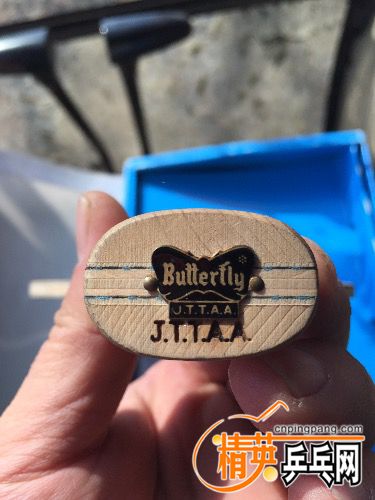 Butterfly
J.T.T.A.A
J.T.T.A.A.
cnpingpang.com
精英乒乓网